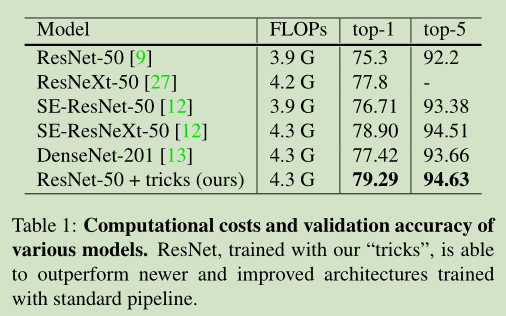 Model FLOPs top-1 top-5
ResNet-50 [9] 3.9 G 75.3 92.2
ResNeXt-50 [27] 4.2 G 77.8 -
SE-ResNet-50 [12] 3.9 G 76.71 93.38
SE-ResNeXt-50 [12] 4.3 G 78.90 94.51
DenseNet-201 [13] 4.3 G 77.42 93.66
ResNet-50 + tricks (ours) 4.3 G 79.29 94.63
Table 1: Computational costs and validation accuracy of
various models. ResNet, trained with our “tricks”, is able
to outperform newer and improved architectures trained
with standard pipeline.